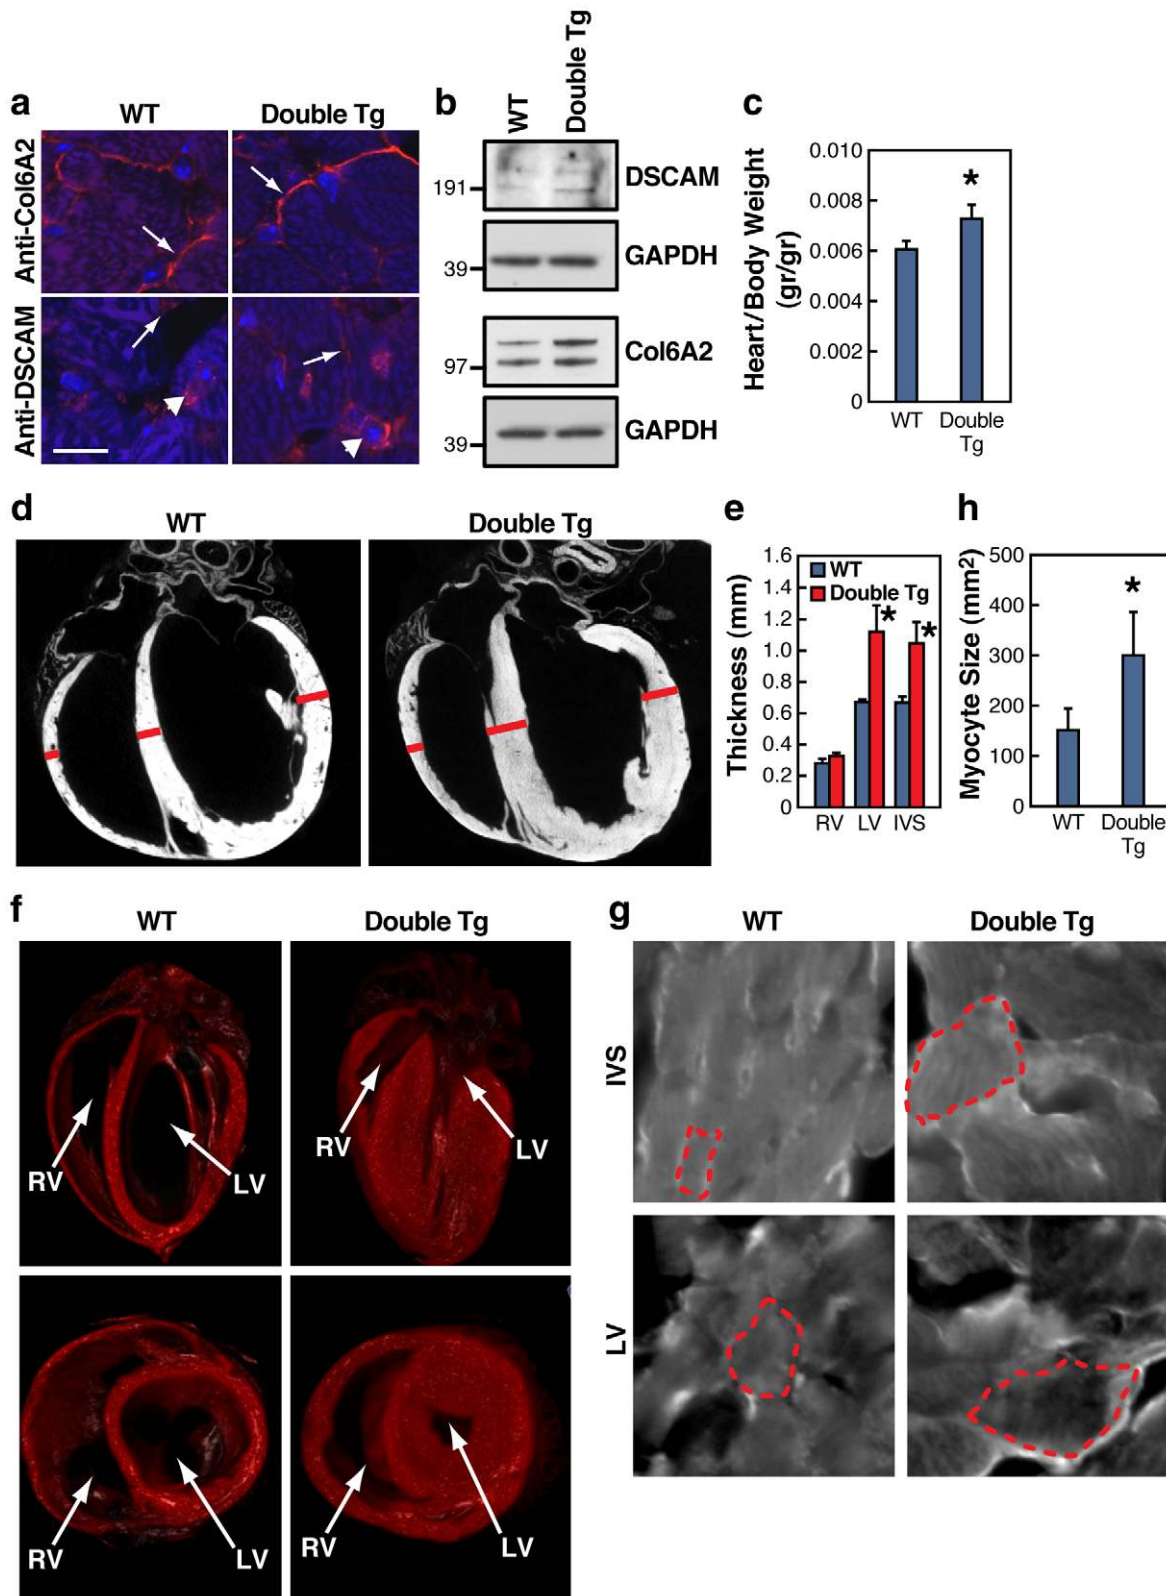 a
WT
Double Tg
Anti-Col6A2
Anti-DSCAM
b
WT
Double Tg
191
DSCAM
39
GAPDH
97
Col6A2
39
GAPDH
c
Heart/Body Weight
(gr/gr)
0.010
0.008
0.006
0.004
0.002
0
*
WT
Double
Tg
d
WT
Double Tg
e
Thickness (mm)
1.6
1.4
1.2
1.0
0.8
0.6
0.4
0.2
0
WT
Double Tg
*
*
RV
LV
IVS
h
Myocyte Size (mm²)
500
400
300
200
100
0
*
WT
Double
Tg
f
WT
Double Tg
RV
LV
RV
LV
RV
LV
RV
LV
g
WT
Double Tg
IVS
LV